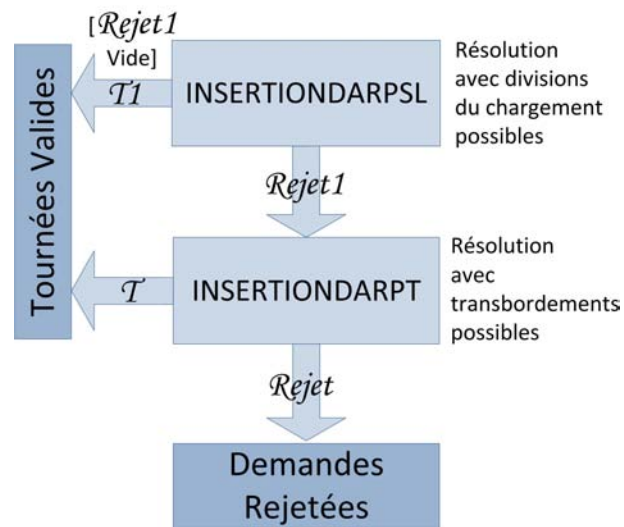 [Rejet1
Vide]
T1
INSERTIONDARPSL
Résolution
avec divisions
du chargement
possibles
Rejet1
Tournées Valides
T
INSERTIONDARPT
Résolution
avec
transbordements
possibles
Rejet
Demandes
Rejetées